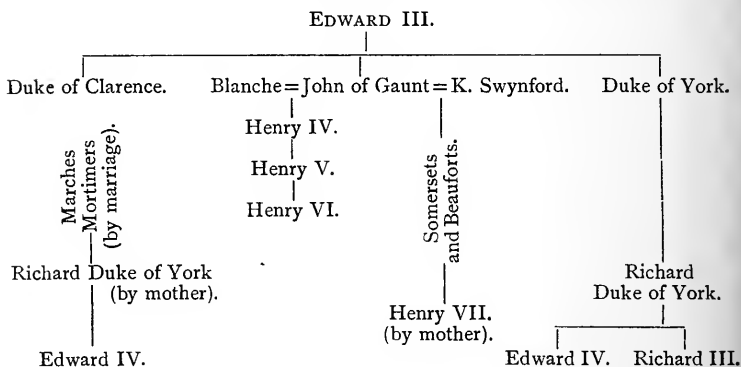 EDWARD III.
Duke of Clarence. Blanche=John of Gaunt=K. Swynford. Duke of York.
Henry IV.
Henry V.
Henry VI.
Marches
Mortimers
(by marriage).
Somersets
and Beauforts.
Richard Duke of York
(by mother).
Richard
Duke of York.
Henry VII.
(by mother).
Edward IV.
Edward IV. Richard III.